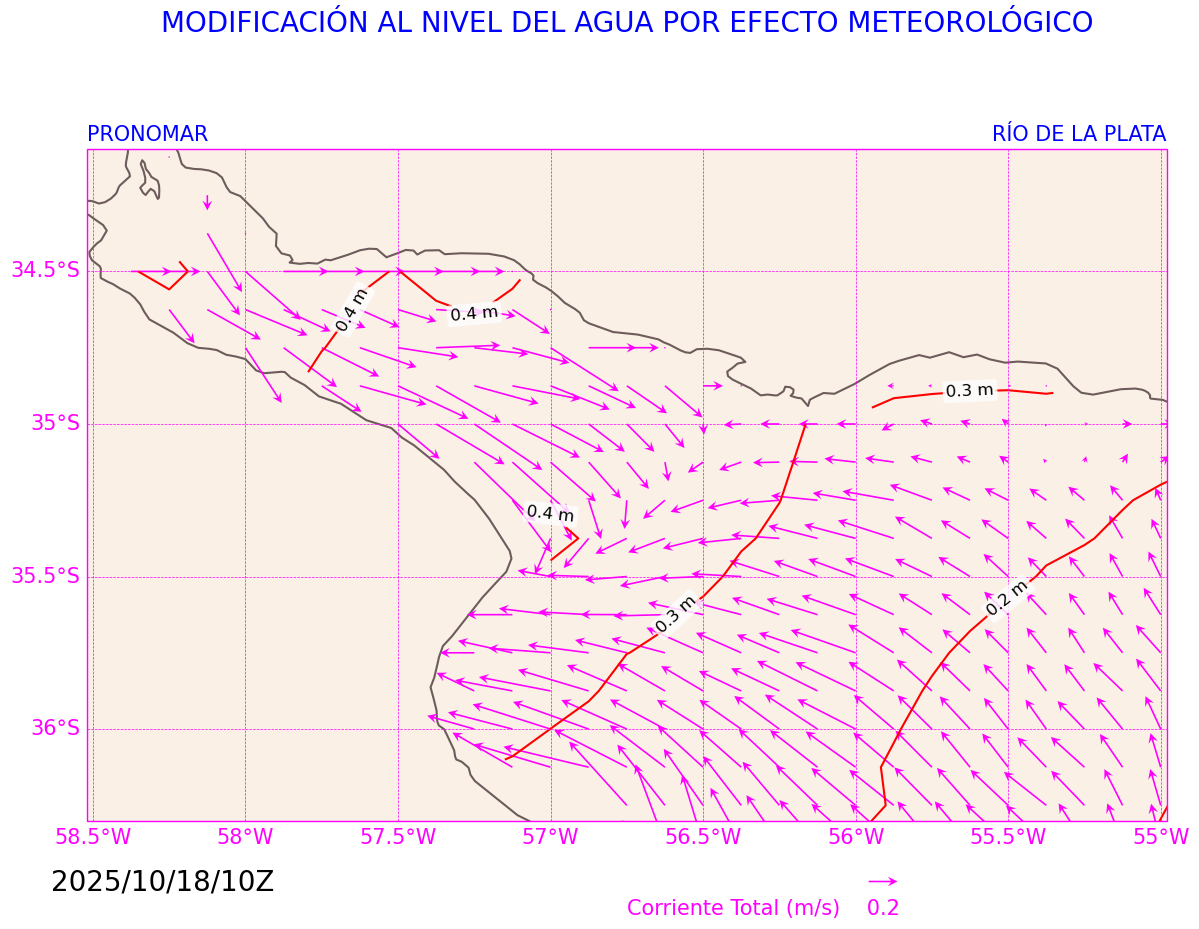 MODIFICACIÓN AL NIVEL DEL AGUA POR EFECTO METEOROLÓGICO
PRONOMAR
RÍO DE LA PLATA
34.5°S
35°S
35.5°S
36°S
0.4 m
0.4 m
0.3 m
0.4 m
0.2 m
0.3 m
58.5°W
58°W
57.5°W
57°W
56.5°W
56°W
55.5°W
55°W
2025/10/18/10Z
Corriente Total (m/s) 0.2